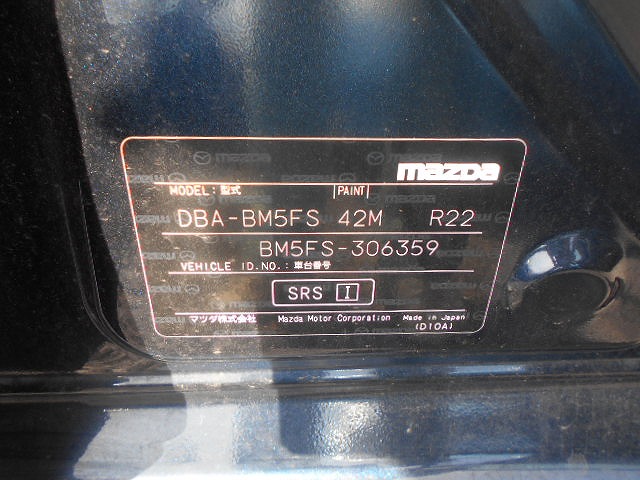 mazda
MODEL: 型式 PAINT
DBA-BM5FS 42M R22
BM5FS-306359
VEHICLE ID.NO.: 車台番号
SRS I
マツダ株式会社 Mazda Motor Corporation Made in Japan
(D10A)